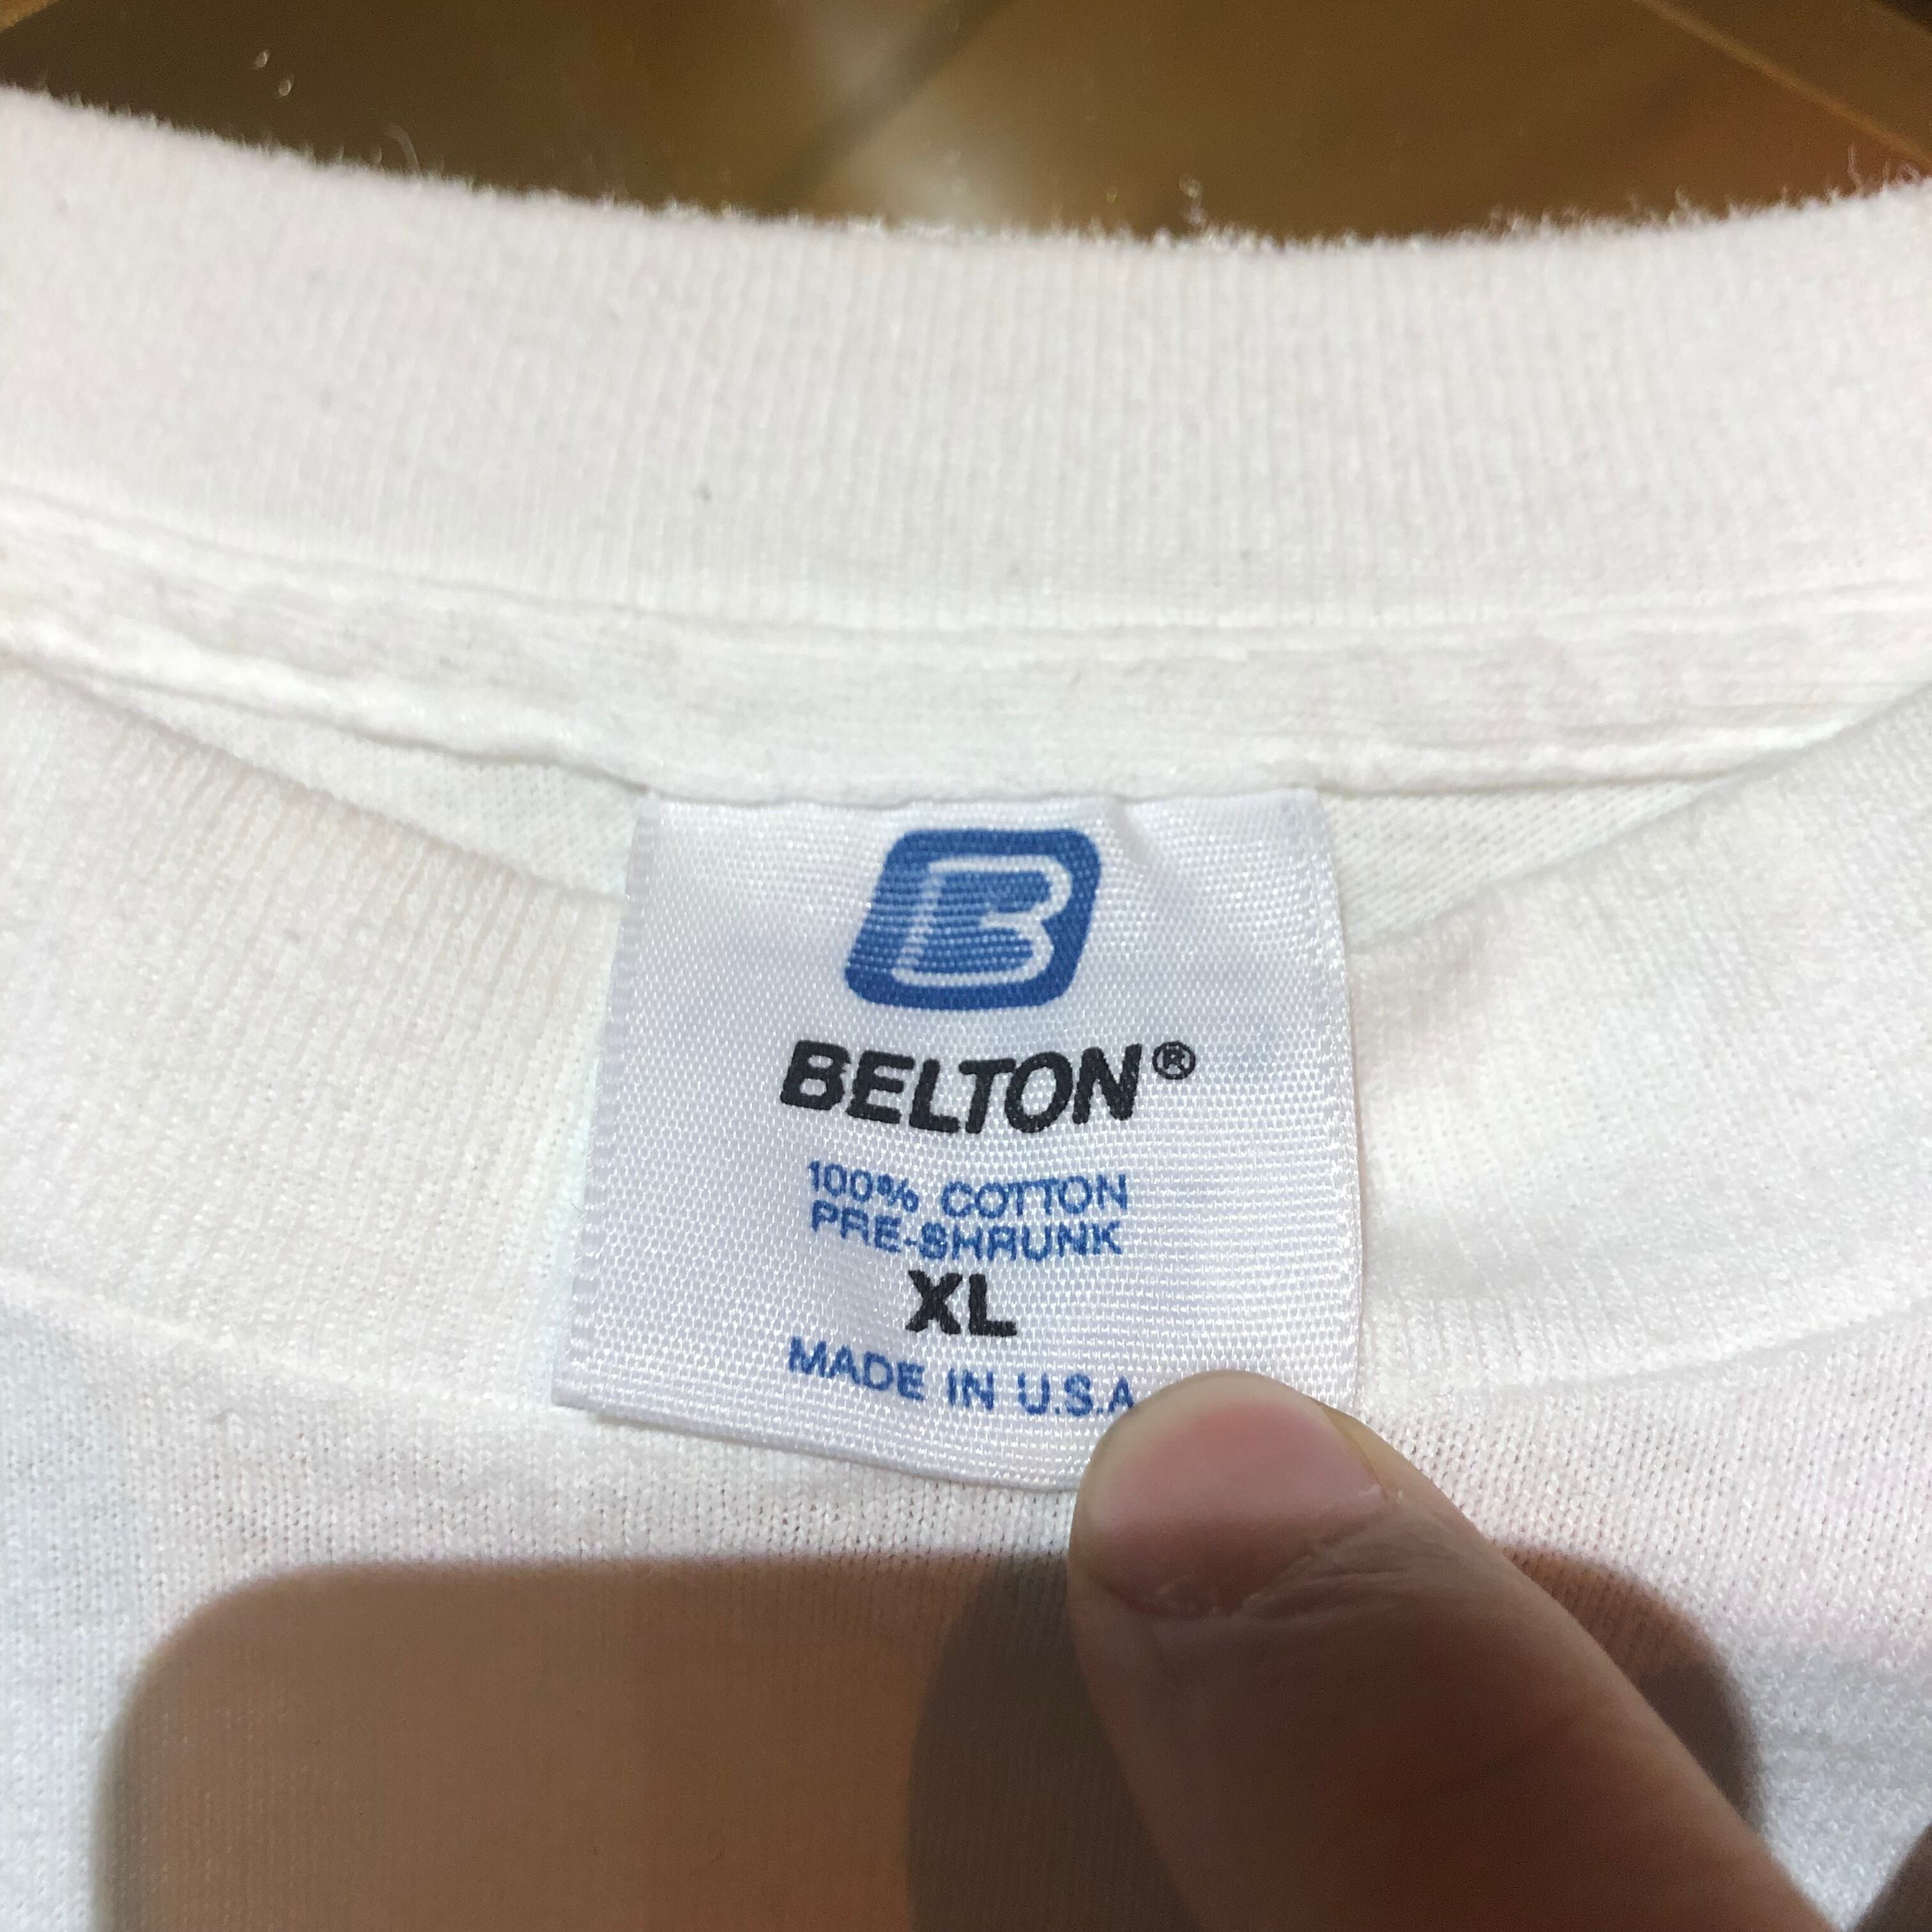 B
BELTON®
100% COTTON
PRE-SHRUNK
XL
MADE IN U.S.A